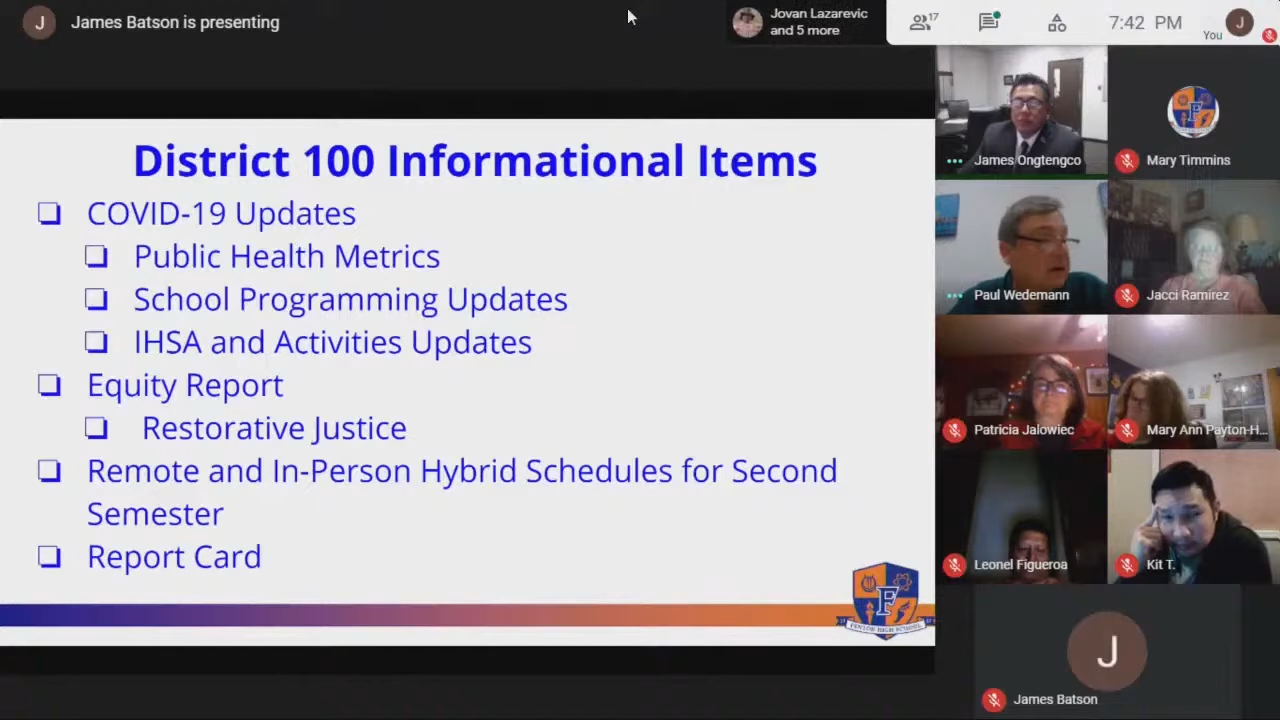 J
James Batson is presenting
Jovan Lazarevic
and 5 more
17
7:42 PM
You
J
District 100 Informational Items
COVID-19 Updates
Public Health Metrics
School Programming Updates
IHSA and Activities Updates
Equity Report
Restorative Justice
Remote and In-Person Hybrid Schedules for Second
Semester
Report Card
F
FENTON HIGH SCHOOL
James Ongtengco
F
Mary Timmins
Paul Wedemann
Jacci Ramirez
Patricia Jalowiec
Mary Ann Payton-H...
Leonel Figueroa
Kit T.
J
James Batson